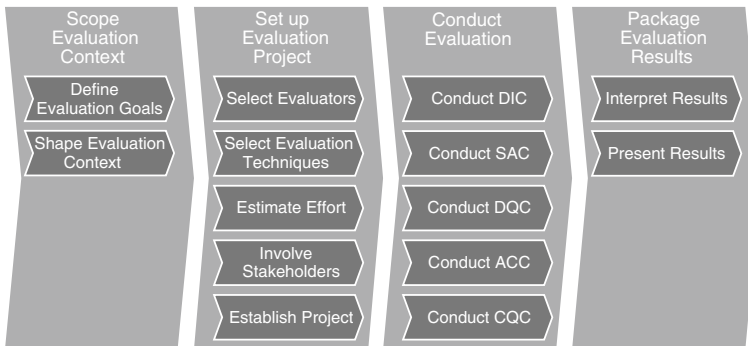 Scope
Evaluation
Context
Define
Evaluation Goals
Shape Evaluation
Context
Set up
Evaluation
Project
Select Evaluators
Select Evaluation
Techniques
Estimate Effort
Involve
Stakeholders
Establish Project
Conduct
Evaluation
Conduct DIC
Conduct SAC
Conduct DQC
Conduct ACC
Conduct CQC
Package
Evaluation
Results
Interpret Results
Present Results